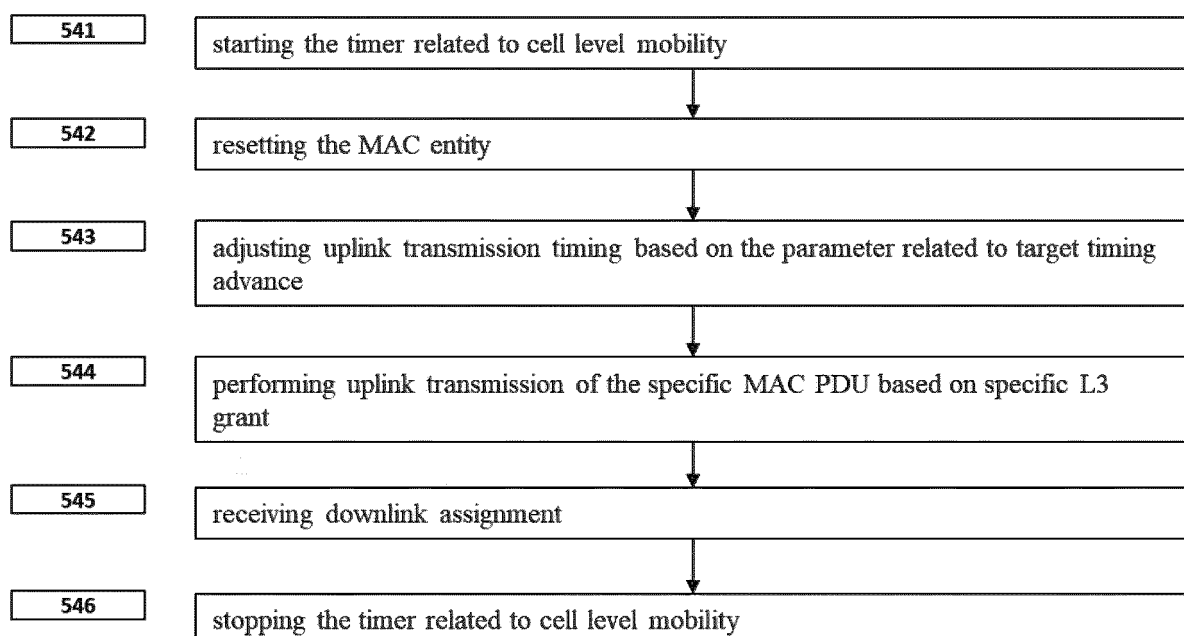 541
starting the timer related to cell level mobility
542
resetting the MAC entity
543
adjusting uplink transmission timing based on the parameter related to target timing
advance
544
performing uplink transmission of the specific MAC PDU based on specific L3
grant
545
receiving downlink assignment
546
stopping the timer related to cell level mobility